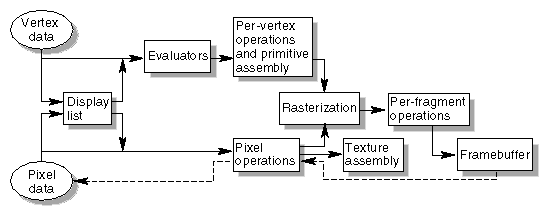 Vertex
data
Evaluators
Per-vertex
operations
and primitive
assembly
Display
list
Rasterization
Per-fragment
operations
Pixel
operations
Texture
assembly
Framebuffer
Pixel
data